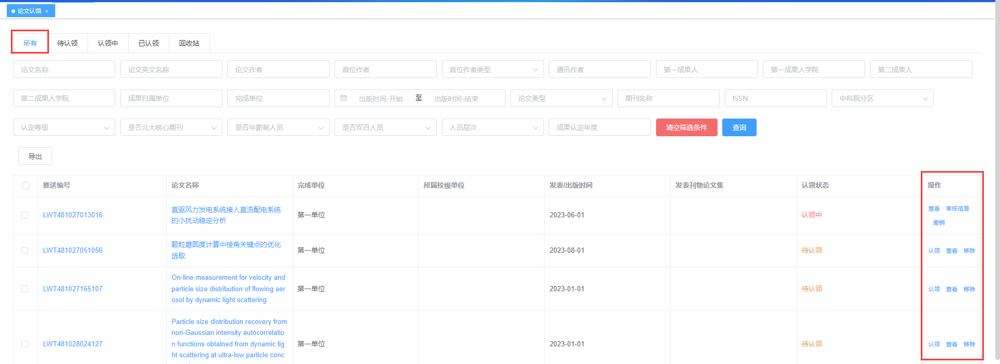 论文认领 ×
所有 待认领 认领中 已认领 回收站
论文名称 论文英文名称 论文作者 首位作者 首位作者类型 通讯作者 第一成果人 第一成果人学院 第二成果人
第二成果人学院 成果归属单位 完成单位 出版时间-开始 至 出版时间-结束 论文类型 期刊名称 ISSN 中科院分区
认定等级 是否北大核心期刊 是否年薪制人员 是否双百人员 人员层次 成果认定年度 清空筛选条件 查询
导出
推送编号 论文名称 完成单位 所属校级单位 发表/出版时间 发表刊物论文集 认领状态 操作
LWT481027013016
直驱风力发电系统接入直流配电系统
的小扰动稳定分析
第一单位
2023-06-01
认领中
查看 审核信息
撤销
LWT481027051056
颗粒磨圆度计算中棱角关键点的优化
选取
第一单位
2023-08-01
待认领
认领 查看 移除
LWT481027165107
On-line measurement for velocity and
particle size distribution of flowing aer
osol by dynamic light scattering
第一单位
2023-01-01
待认领
认领 查看 移除
LWT481028024127
Particle size distribution recovery from
non-Gaussian intensity autocorrelatio
n functions obtained from dynamic lig
ht scattering at ultra-low particle conc
第一单位
2023-01-01
待认领
认领 查看 移除